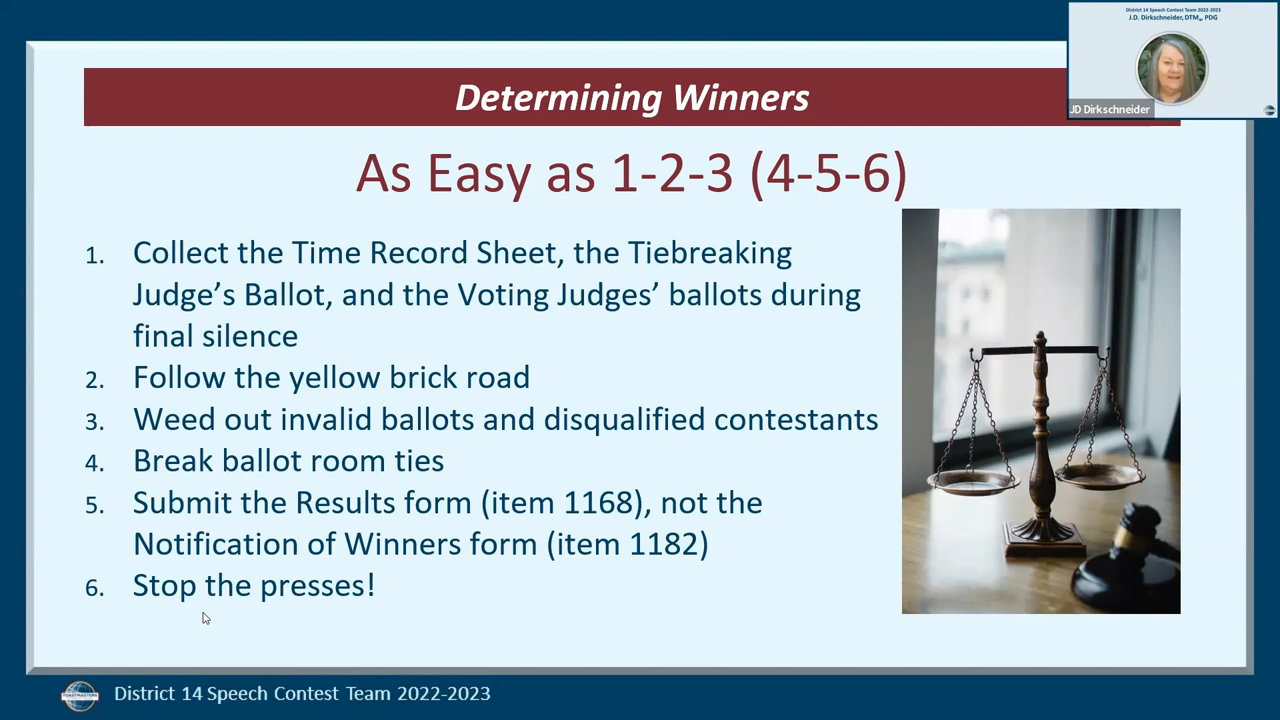 District 14 Speech Contest Team 2022-2023
J.D. Dirkschneider, DTM, PDG
JD Dirkschneider
Determining Winners
As Easy as 1-2-3 (4-5-6)
1. Collect the Time Record Sheet, the Tiebreaking
Judge’s Ballot, and the Voting Judges’ ballots during
final silence
2. Follow the yellow brick road
3. Weed out invalid ballots and disqualified contestants
4. Break ballot room ties
5. Submit the Results form (item 1168), not the
Notification of Winners form (item 1182)
6. Stop the presses!
TOASTMASTERS
District 14 Speech Contest Team 2022-2023